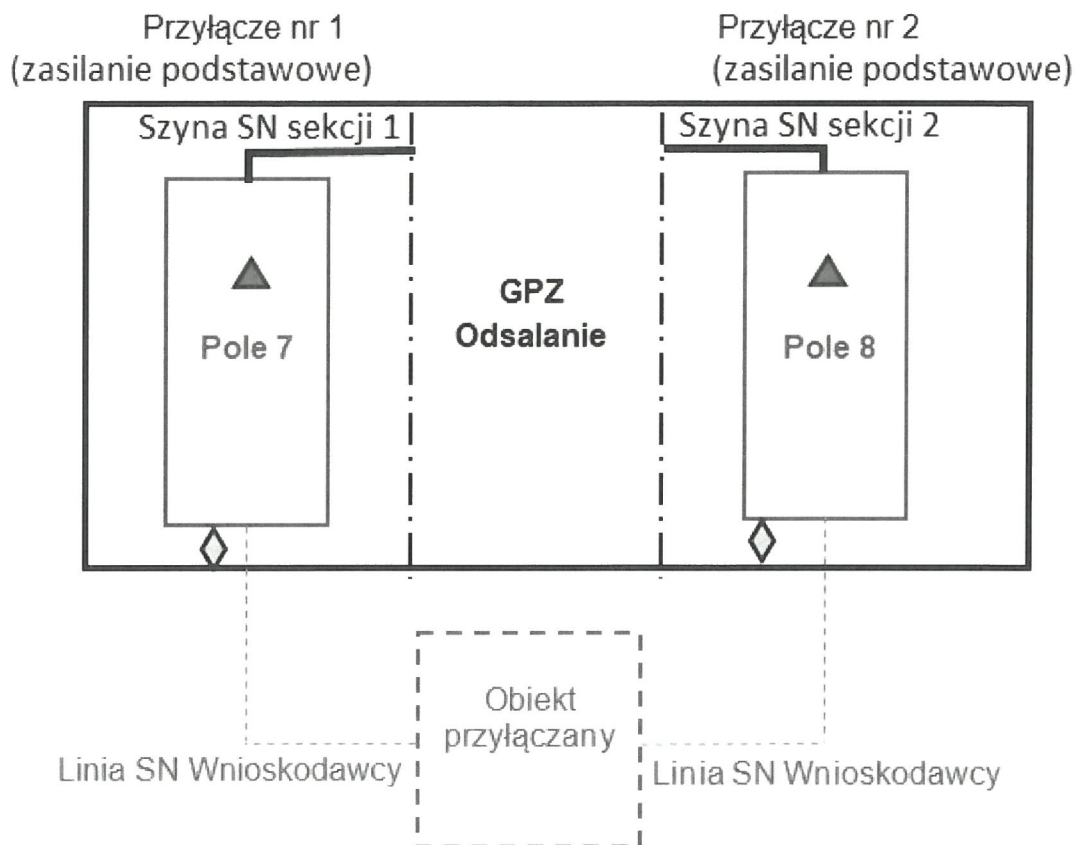 Przyłącze nr 1
(zasilanie podstawowe)
Przyłącze nr 2
(zasilanie podstawowe)
Szyna SN sekcji 1
Szyna SN sekcji 2
Pole 7
GPZ
Odsalanie
Pole 8
Obiekt
przyłączany
Linia SN Wnioskodawcy
Linia SN Wnioskodawcy